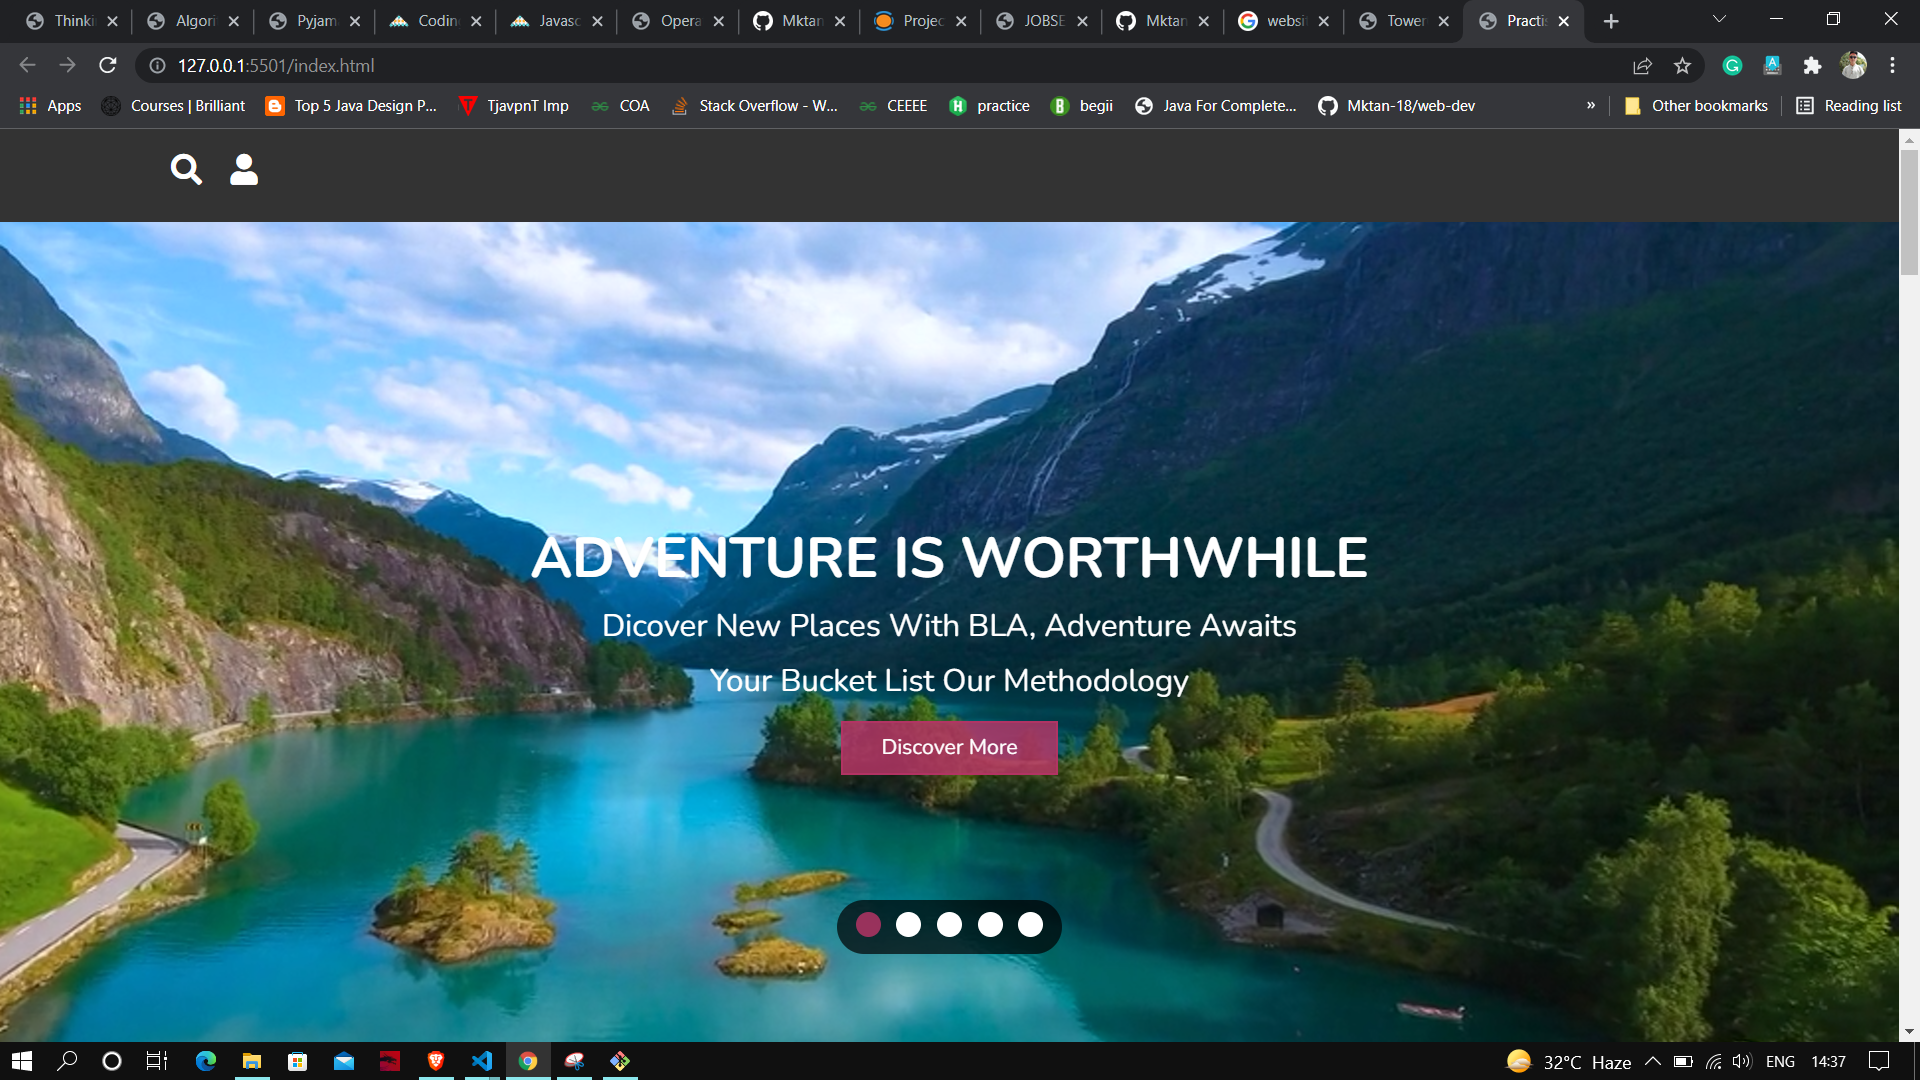 Thinki
Algori
Pyjam
Coding
Javasc
Opera
Mktan
Projec
JOBSE
Mktan
websit
Tower
Practis
127.0.0.1:5501/index.html
Apps
Courses | Brilliant
Top 5 Java Design P...
TjavpnT Imp
COA
Stack Overflow - W...
CEEEE
practice
begii
Java For Complete...
Mktan-18/web-dev
»
Other bookmarks
Reading list
ADVENTURE IS WORTHWHILE
Dicover New Places With BLA, Adventure Awaits
Your Bucket List Our Methodology
Discover More
32°C Haze
ENG
14:37